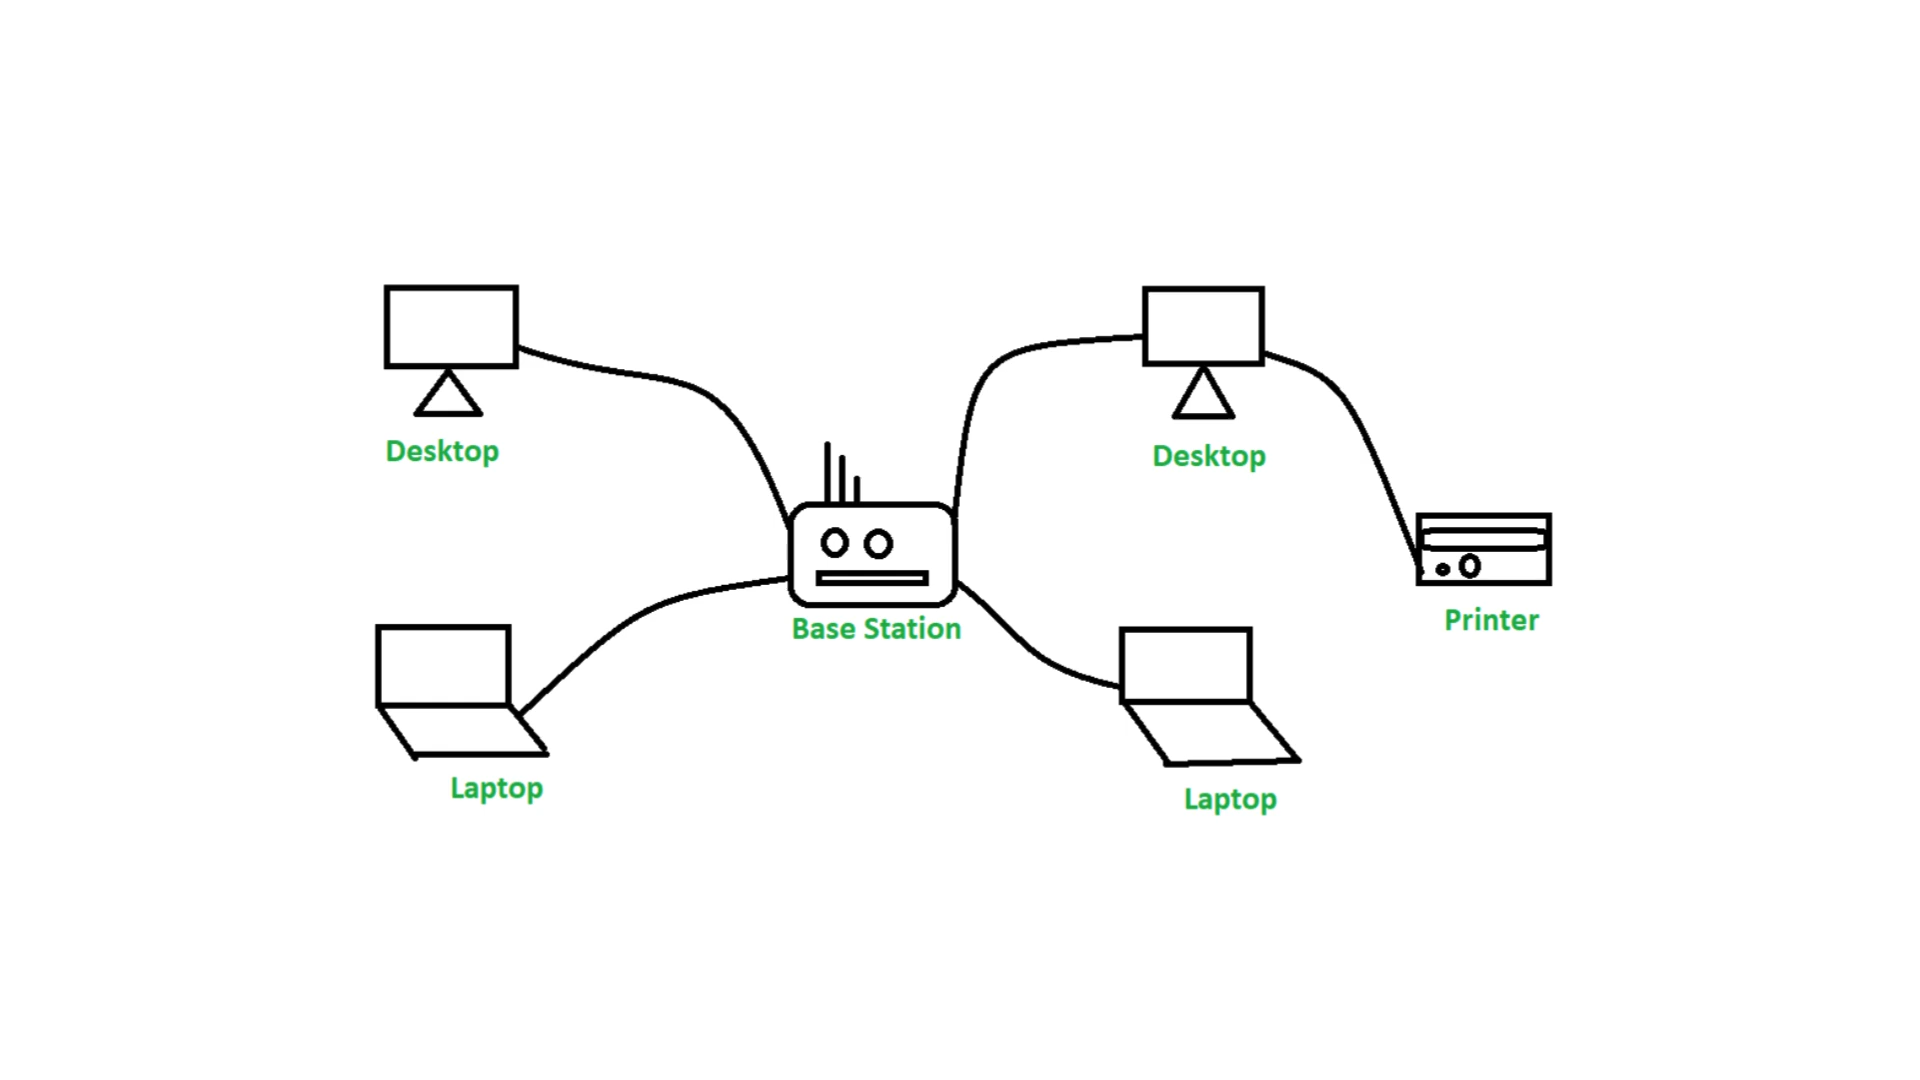 Desktop
Desktop
Base Station
Printer
Laptop
Laptop